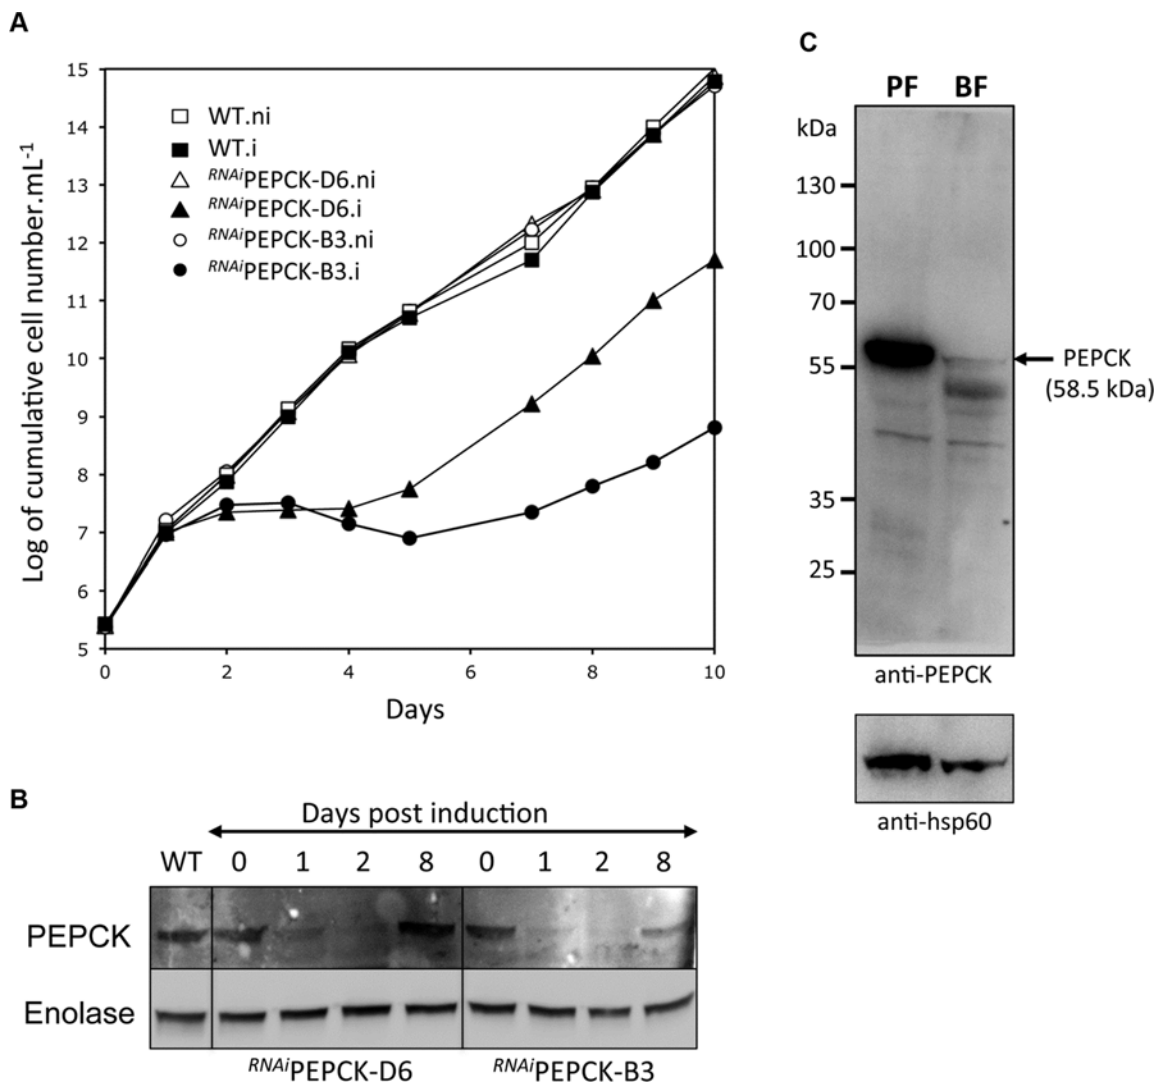 A
15
14
13
12
11
10
9
8
7
6
5
0
2
4
6
8
10
Log of cumulative cell number.mL-1
Days
WT.ni
WT.i
RNAiPEPCK-D6.ni
RNAiPEPCK-D6.i
RNAiPEPCK-B3.ni
RNAiPEPCK-B3.i
B
Days post induction
WT 0 1 2 8 0 1 2 8
PEPCK
Enolase
RNAiPEPCK-D6 RNAiPEPCK-B3
C
PF BF
kDa
130
100
70
55
35
25
PEPCK
(58.5 kDa)
anti-PEPCK
anti-hsp60